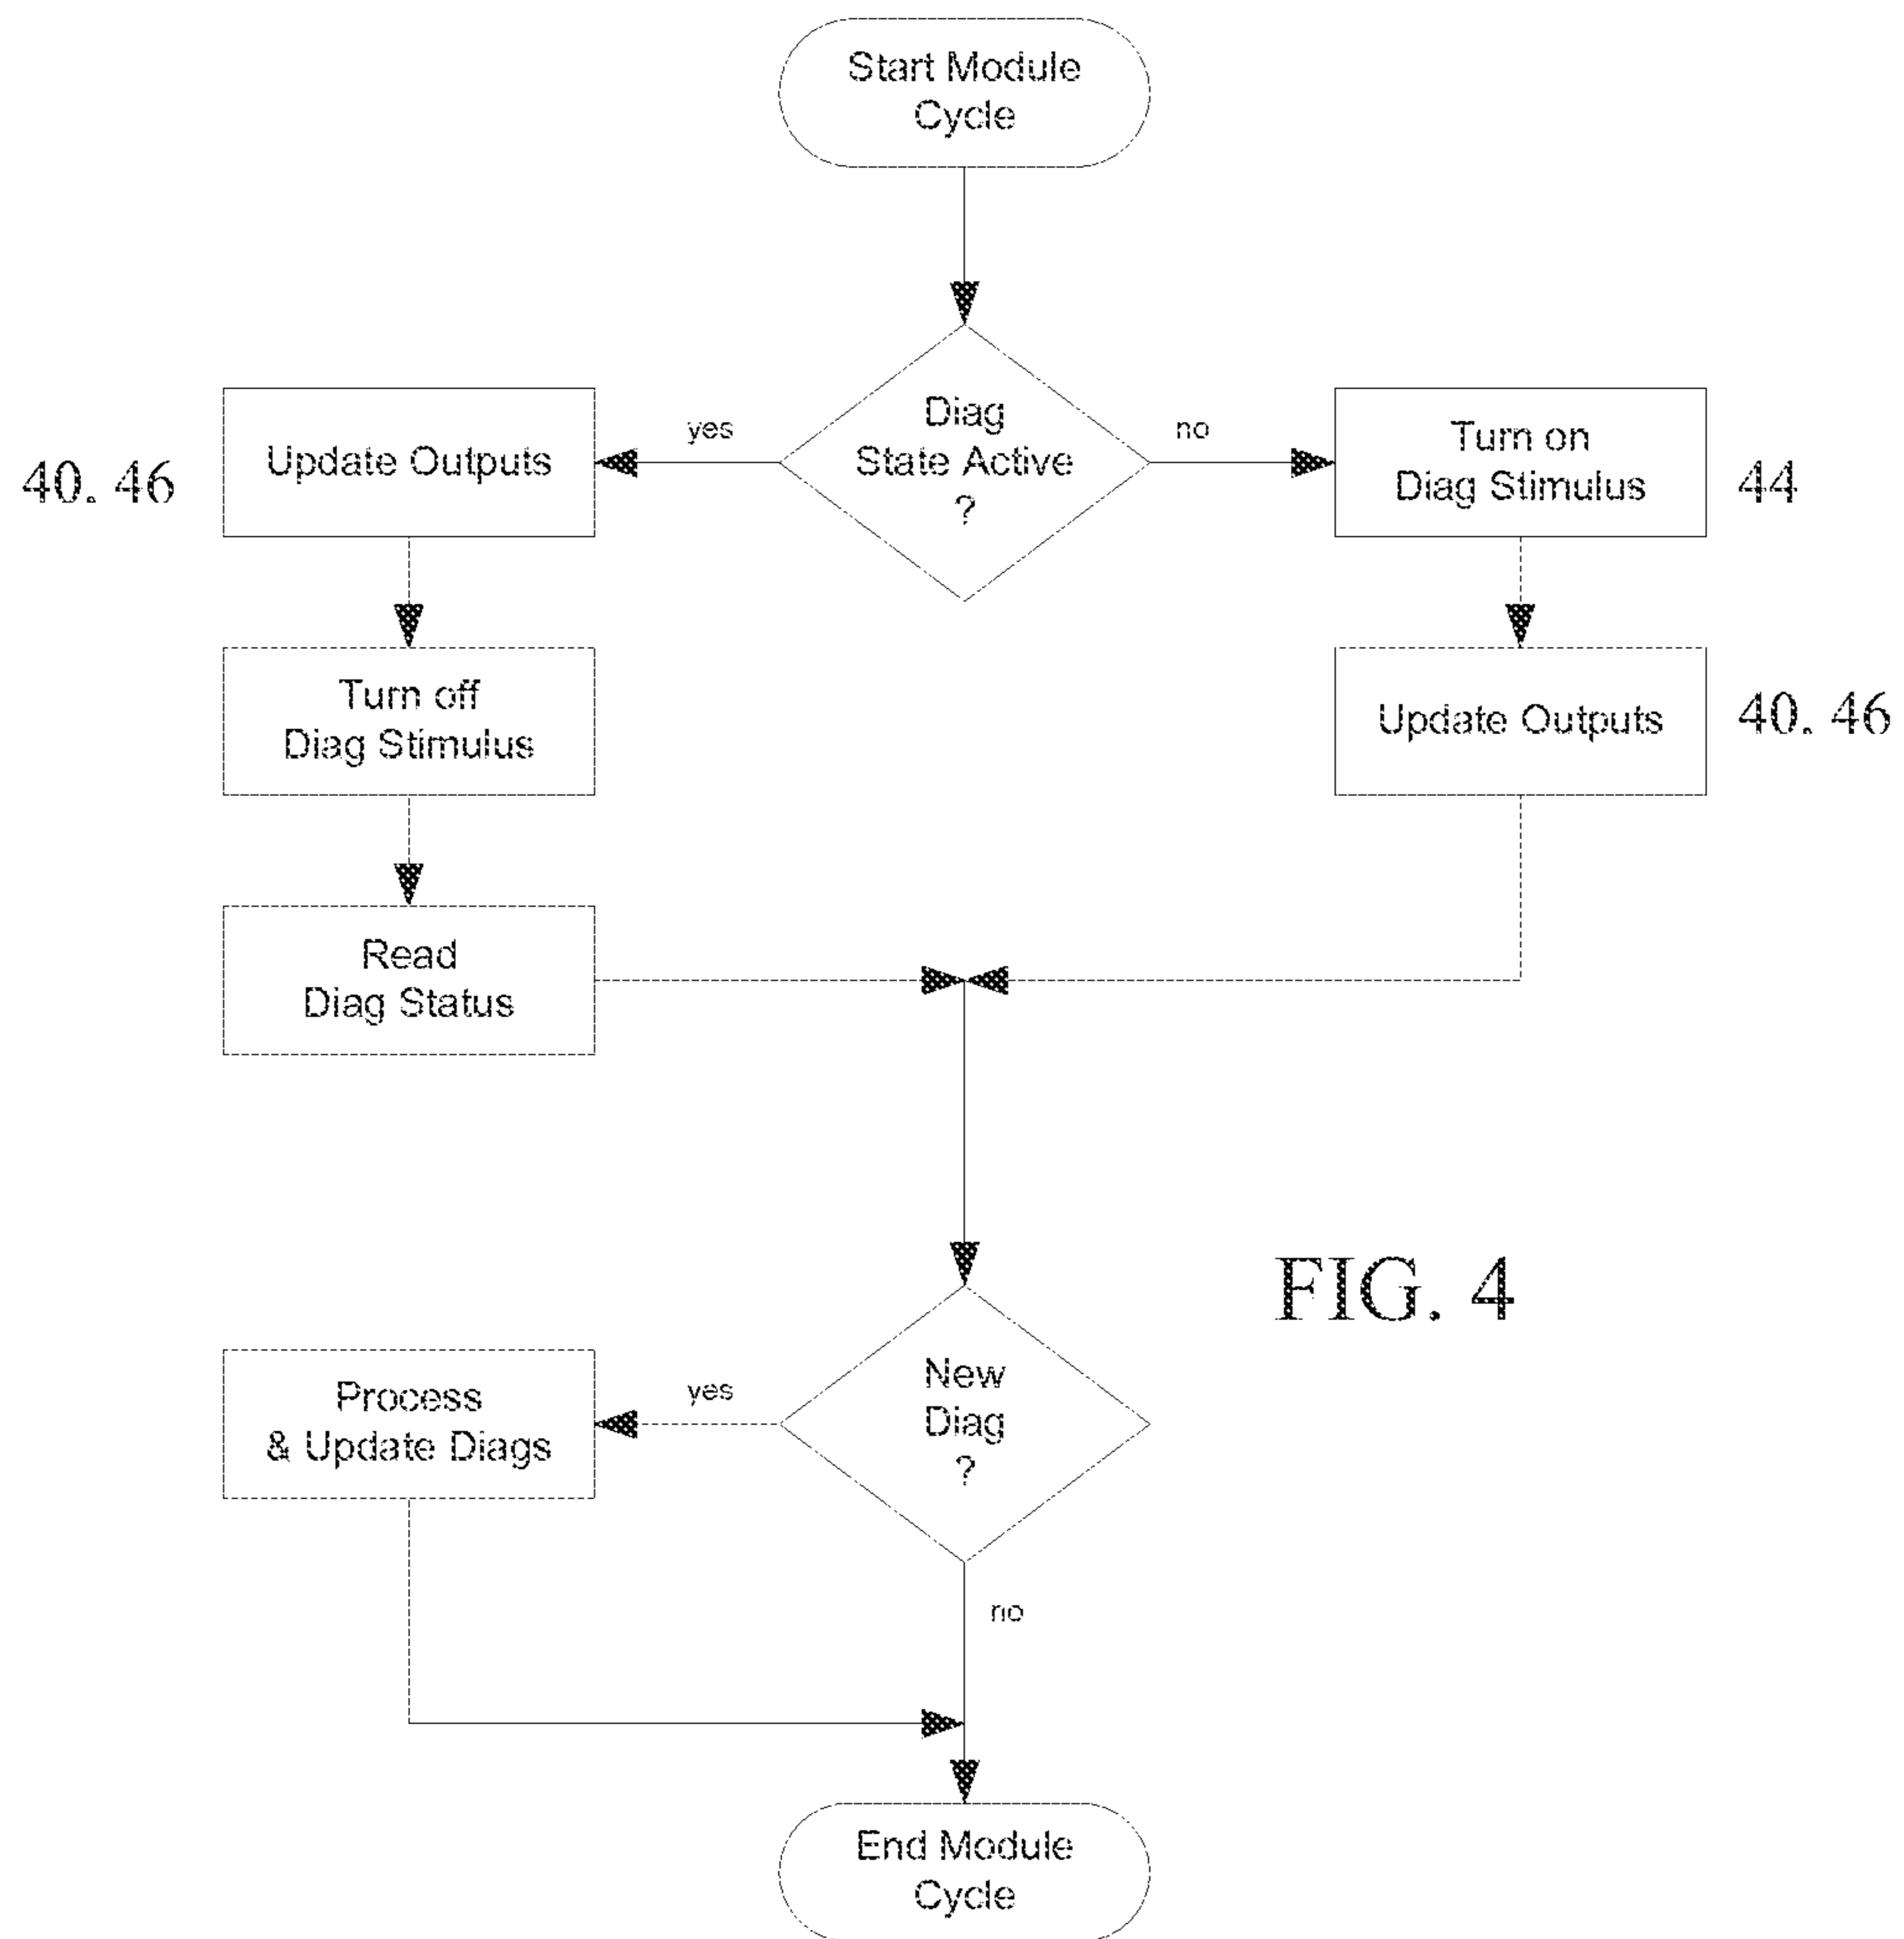 Start Module
Cycle
Diag
State Active
?
yes
no
Update Outputs
40. 46
Turn on
Diag Stimulus
44
Turn off
Diag Stimulus
Update Outputs
40. 46
Read
Diag Status
FIG. 4
New
Diag
?
yes
Process
& Update Diags
no
End Module
Cycle